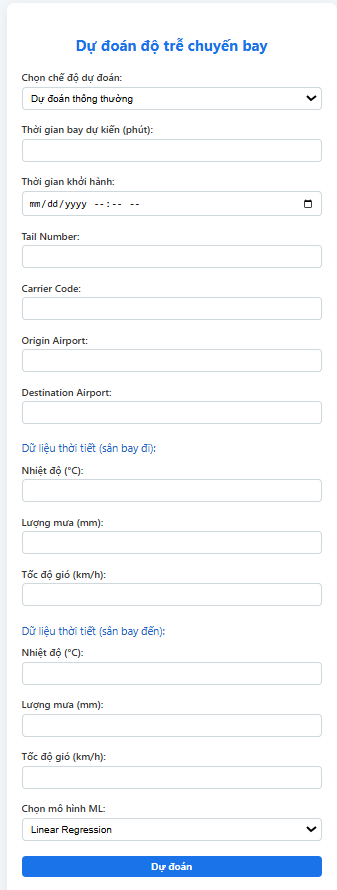 Dự đoán độ trễ chuyến bay
Chọn chế độ dự đoán:
Dự đoán thông thường
Thời gian bay dự kiến (phút):
Thời gian khởi hành:
mm/dd/yyyy --:-- --
Tail Number:
Carrier Code:
Origin Airport:
Destination Airport:
Dữ liệu thời tiết (sân bay đi):
Nhiệt độ (°C):
Lượng mưa (mm):
Tốc độ gió (km/h):
Dữ liệu thời tiết (sân bay đến):
Nhiệt độ (°C):
Lượng mưa (mm):
Tốc độ gió (km/h):
Chọn mô hình ML:
Linear Regression
Dự đoán